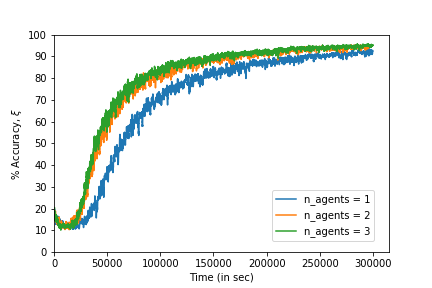 100
90
80
70
60
50
40
30
20
10
0
% Accuracy, ξ
0 50000 100000 150000 200000 250000 300000
Time (in sec)
n_agents = 1
n_agents = 2
n_agents = 3